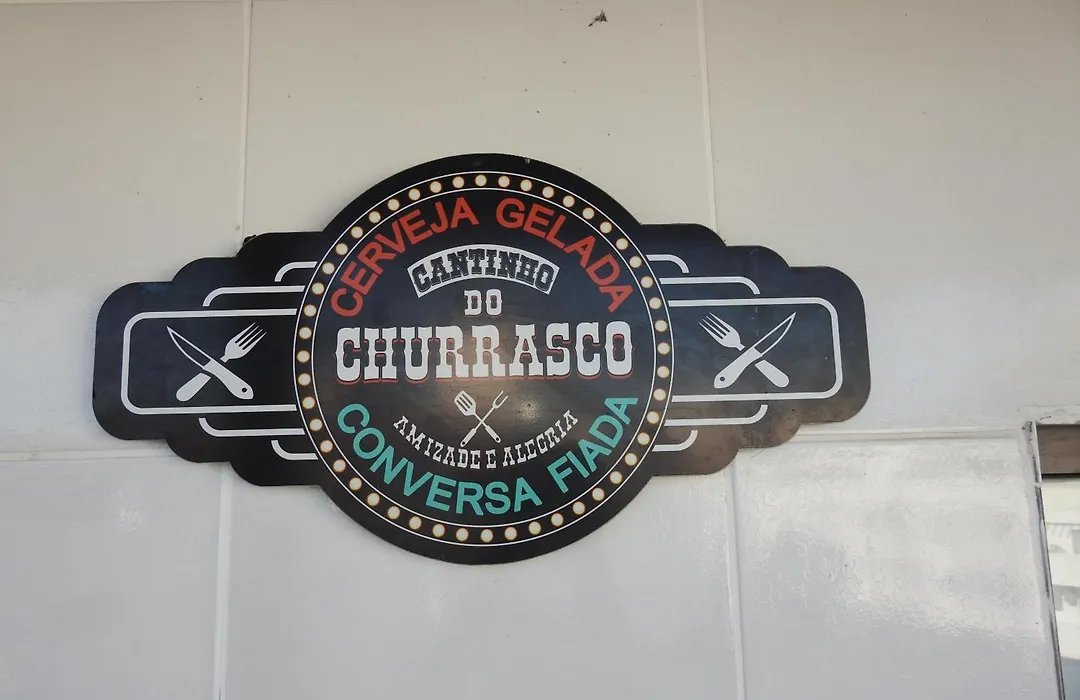 CERVEJA GELADA
CANTINHO
DO
CHURRASCO
AMIZADE E ALEGRIA
CONVERSA FIADA